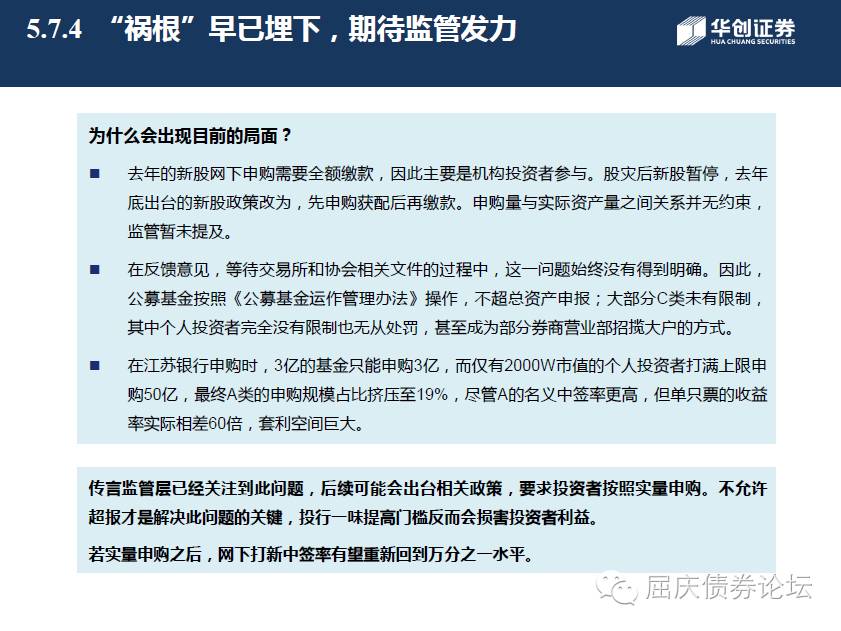 5.7.4 “祸根”早已埋下，期待监管发力
华创证券
HUA CHUANG SECURITIES
为什么会出现目前的局面？
■ 去年的新股网下申购需要全额缴款，因此主要是机构投资者参与。股灾后新股暂停，去年
底出台的新股政策改为，先申购获配后再缴款。申购量与实际资产量之间关系并无约束，
监管暂未提及。
■ 在反馈意见，等待交易所和协会相关文件的过程中，这一问题始终没有得到明确。因此，
公募基金按照《公募基金运作管理办法》操作，不超总资产申报；大部分C类未有限制，
其中个人投资者完全没有限制也无从处罚，甚至成为部分券商营业部招揽大户的方式。
■ 在江苏银行申购时，3亿的基金只能申购3亿，而仅有2000W市值的个人投资者打满上限申
购50亿，最终A类的申购规模占比挤压至19%，尽管A的名义中签率更高，但单只票的收益
率实际相差60倍，套利空间巨大。
传言监管层已经关注到此问题，后续可能会出台相关政策，要求投资者按照实量申购。不允许
超报才是解决此问题的关键，投行一味提高门槛反而会损害投资者利益。
若实量申购之后，网下打新中签率有望重新回到万分之一水平。
屈庆债券论坛